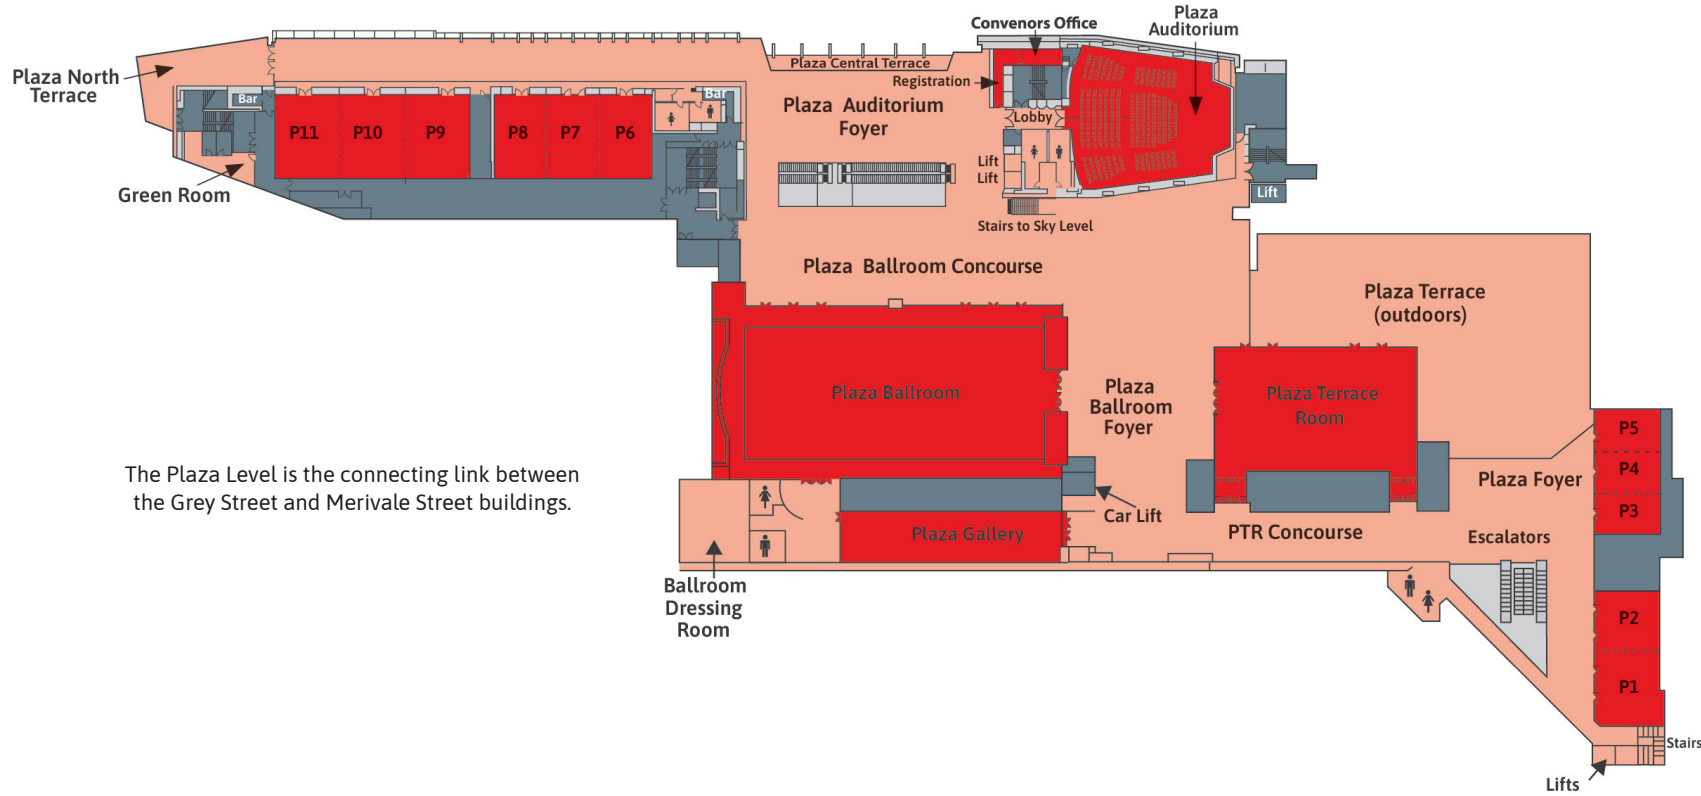 Convenors Office
Plaza
Auditorium
Plaza North
Terrace
Plaza Central Terrace
Registration
Bar
Bar
Plaza Auditorium
Foyer
Lobby
P11
P10
P9
P8
P7
P6
Lift
Lift
Lift
Green Room
Stairs to Sky Level
Plaza Ballroom Concourse
Plaza Terrace
(outdoors)
Plaza Ballroom
Plaza
Ballroom
Foyer
Plaza Terrace
Room
P5
P4
P3
Plaza Foyer
The Plaza Level is the connecting link between
the Grey Street and Merivale Street buildings.
Car Lift
Plaza Gallery
PTR Concourse
Escalators
Ballroom
Dressing
Room
P2
P1
Stairs
Lifts